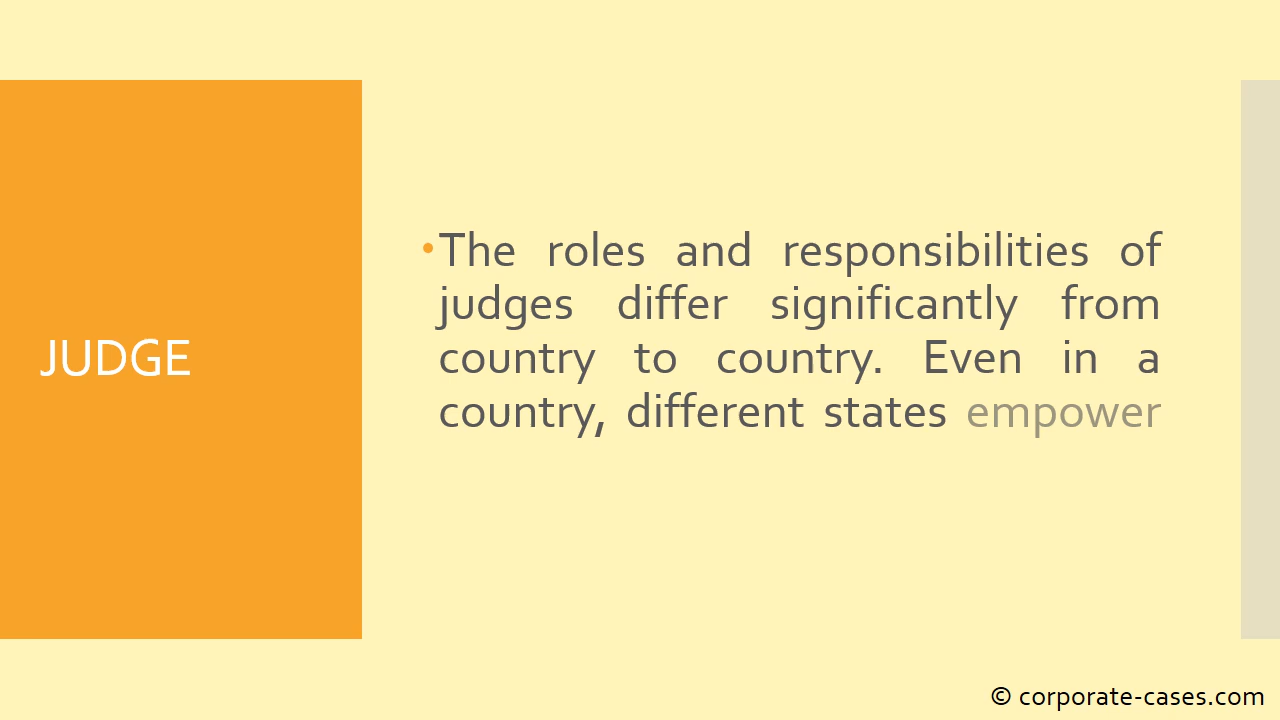 JUDGE
•The roles and responsibilities of
judges differ significantly from
country to country. Even in a
country, different states empower
© corporate-cases.com